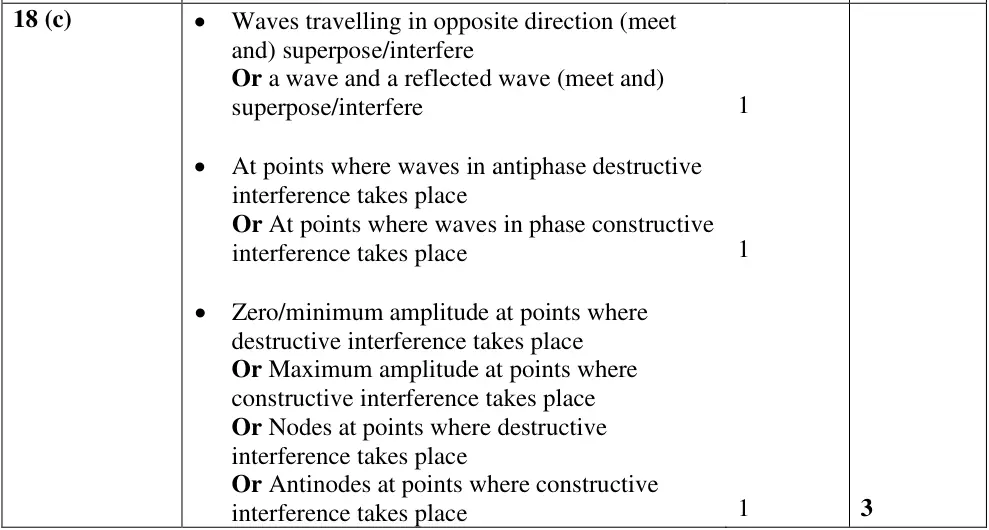 18 (c)
• Waves travelling in opposite direction (meet
and) superpose/interfere
Or a wave and a reflected wave (meet and)
superpose/interfere 1
• At points where waves in antiphase destructive
interference takes place
Or At points where waves in phase constructive
interference takes place 1
• Zero/minimum amplitude at points where
destructive interference takes place
Or Maximum amplitude at points where
constructive interference takes place
Or Nodes at points where destructive
interference takes place
Or Antinodes at points where constructive
interference takes place 1 3